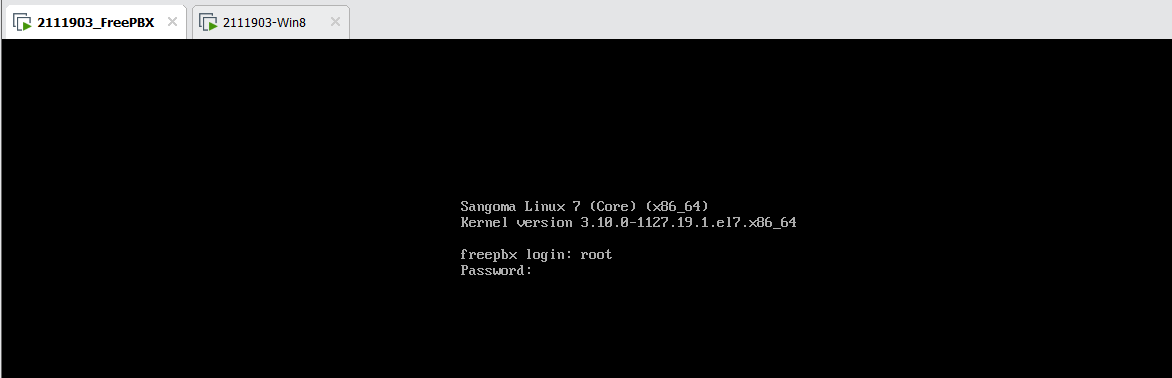 2111903_FreePBX
2111903-Win8
Sangoma Linux 7 (Core) (x86_64)
Kernel version 3.10.0-1127.19.1.el7.x86_64
freepbx login: root
Password: